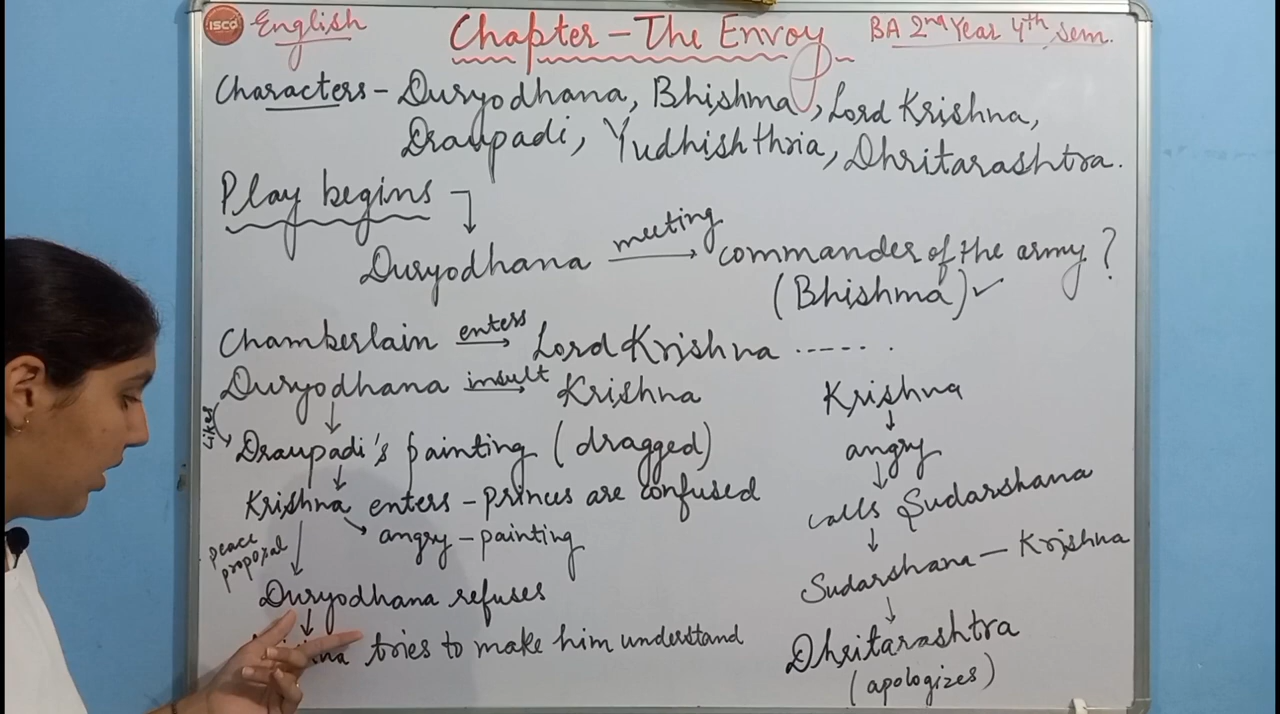 ISCO English
Chapter - The Envoy
BA 2nd Year 4th sem.
Characters - Duryodhana, Bhishma, Lord Krishna,
Draupadi, Yudhishthria, Dhritarashtra.
Play begins
Duryodhana meeting → commander of the army?
(Bhishma) ✓
Chamberlain enters → Lord Krishna ------ .
Duryodhana insult → Krishna
↓
likes
Draupadi's painting (dragged)
↓
Krishna enters - princes are confused
→ angry - painting
peace proposal
↓
Duryodhana refuses
↓
tries to make him understand
Krishna
↓
angry
↓
calls Sudarshana
↓
Sudarshana - Krishna
↓
Dhritarashtra
(apologizes)